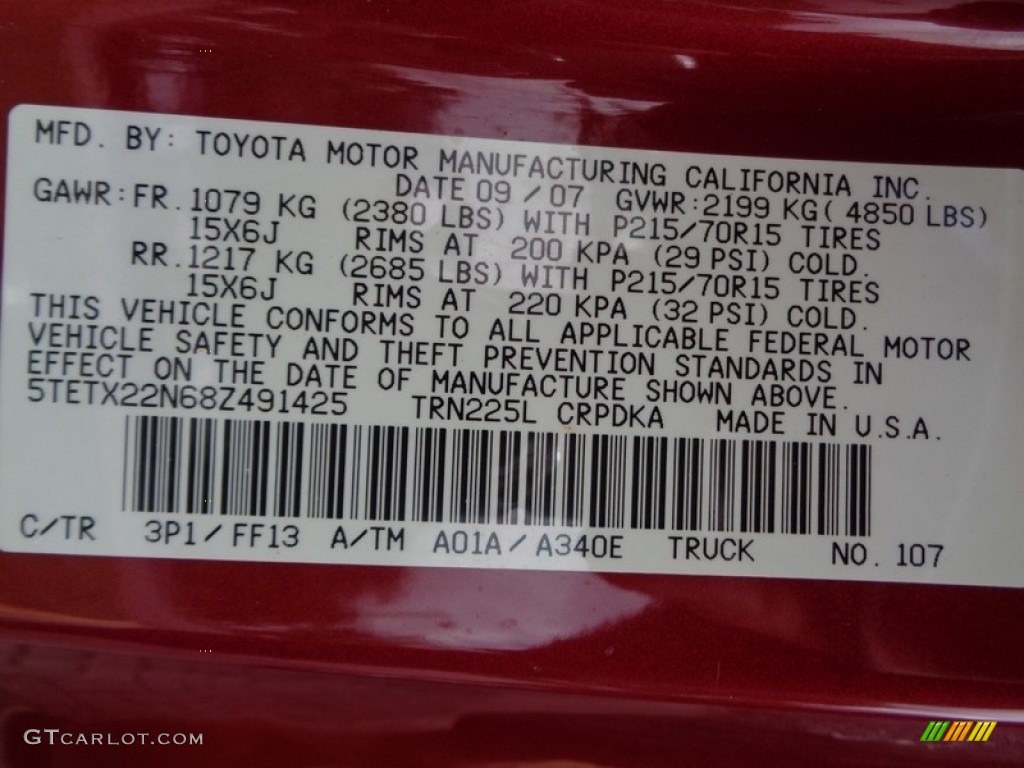 MFD. BY: TOYOTA MOTOR MANUFACTURING CALIFORNIA INC.
DATE 09 / 07 GVWR:2199 KG( 4850 LBS)
GAWR:FR. 1079 KG (2380 LBS) WITH P215/70R15 TIRES
15X6J RIMS AT 200 KPA (29 PSI) COLD.
RR. 1217 KG (2685 LBS) WITH P215/70R15 TIRES
15X6J RIMS AT 220 KPA (32 PSI) COLD.
THIS VEHICLE CONFORMS TO ALL APPLICABLE FEDERAL MOTOR
VEHICLE SAFETY AND THEFT PREVENTION STANDARDS IN
EFFECT ON THE DATE OF MANUFACTURE SHOWN ABOVE.
5TETX22N68Z491425 TRN225L CRPDKA MADE IN U.S.A.
C/TR 3P1/FF13 A/TM A01A/A340E TRUCK NO. 107
GTCARLOT.COM